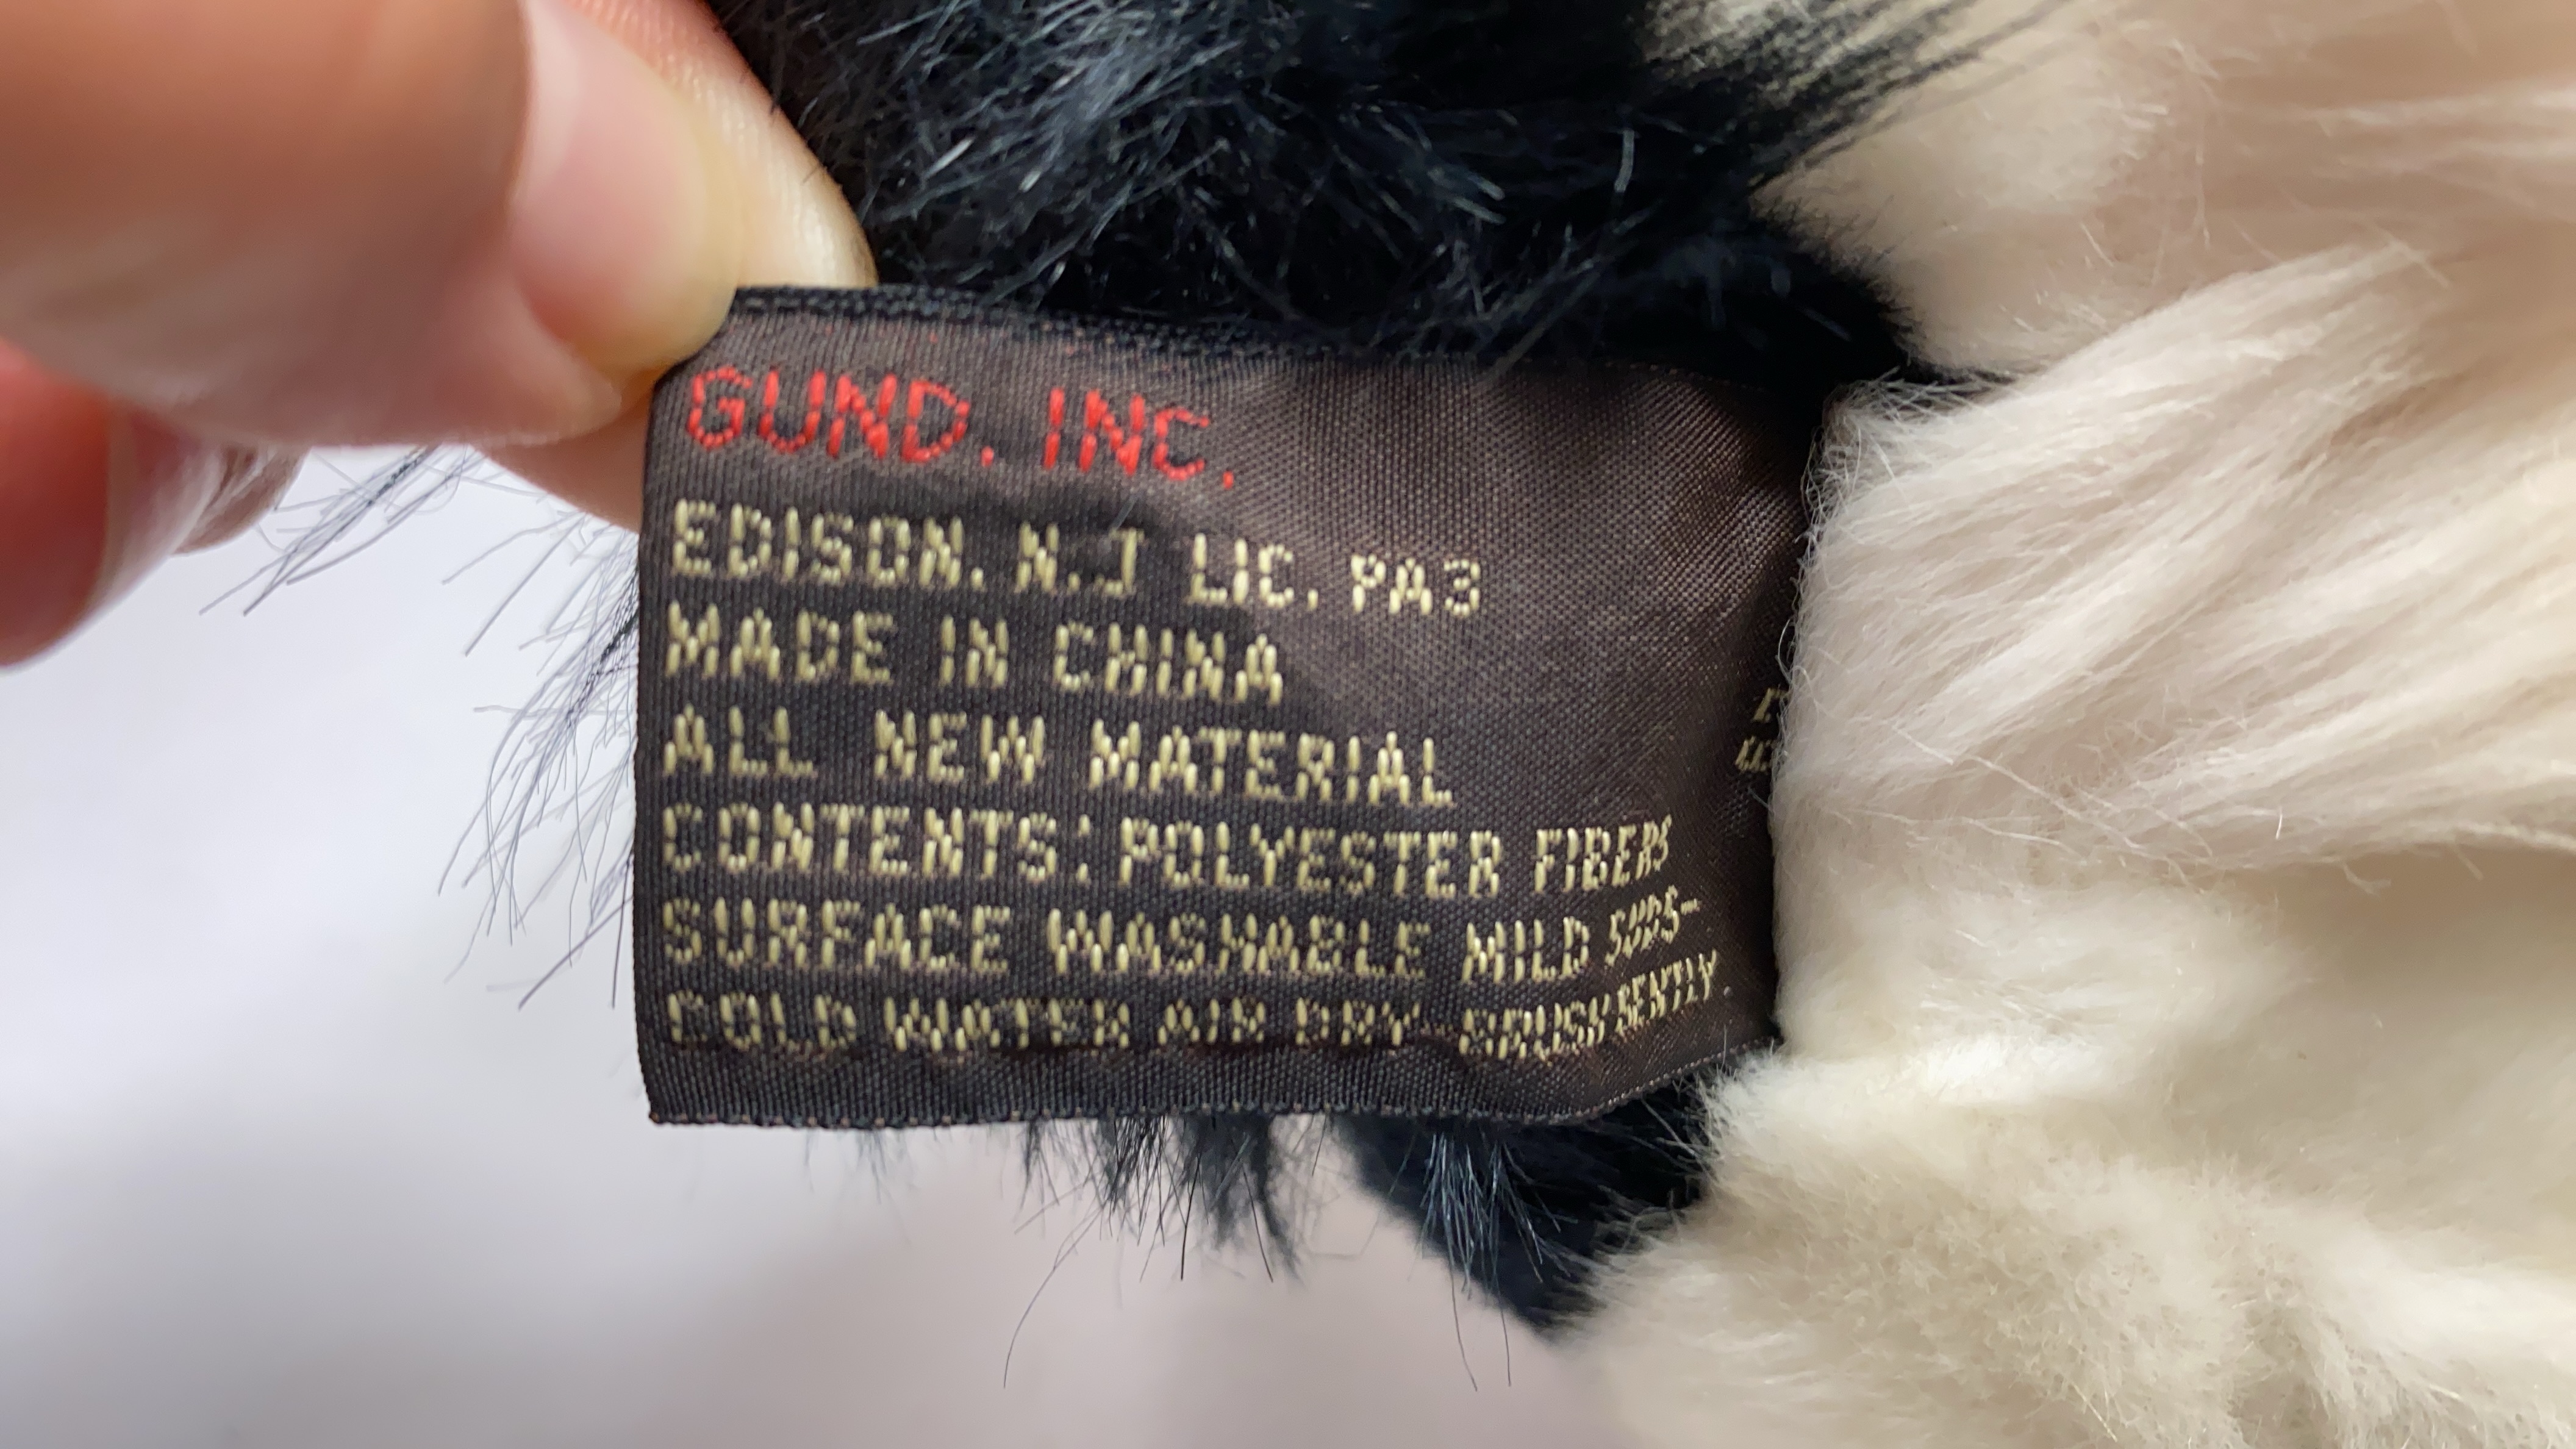 GUND. INC.
EDISON. N.J LIC. PA3
MADE IN CHINA
ALL NEW MATERIAL
CONTENTS: POLYESTER FIBERS
SURFACE WASHABLE MILD SUDS-
COLD WATER AIR DRY-BRUSH GENTLY.